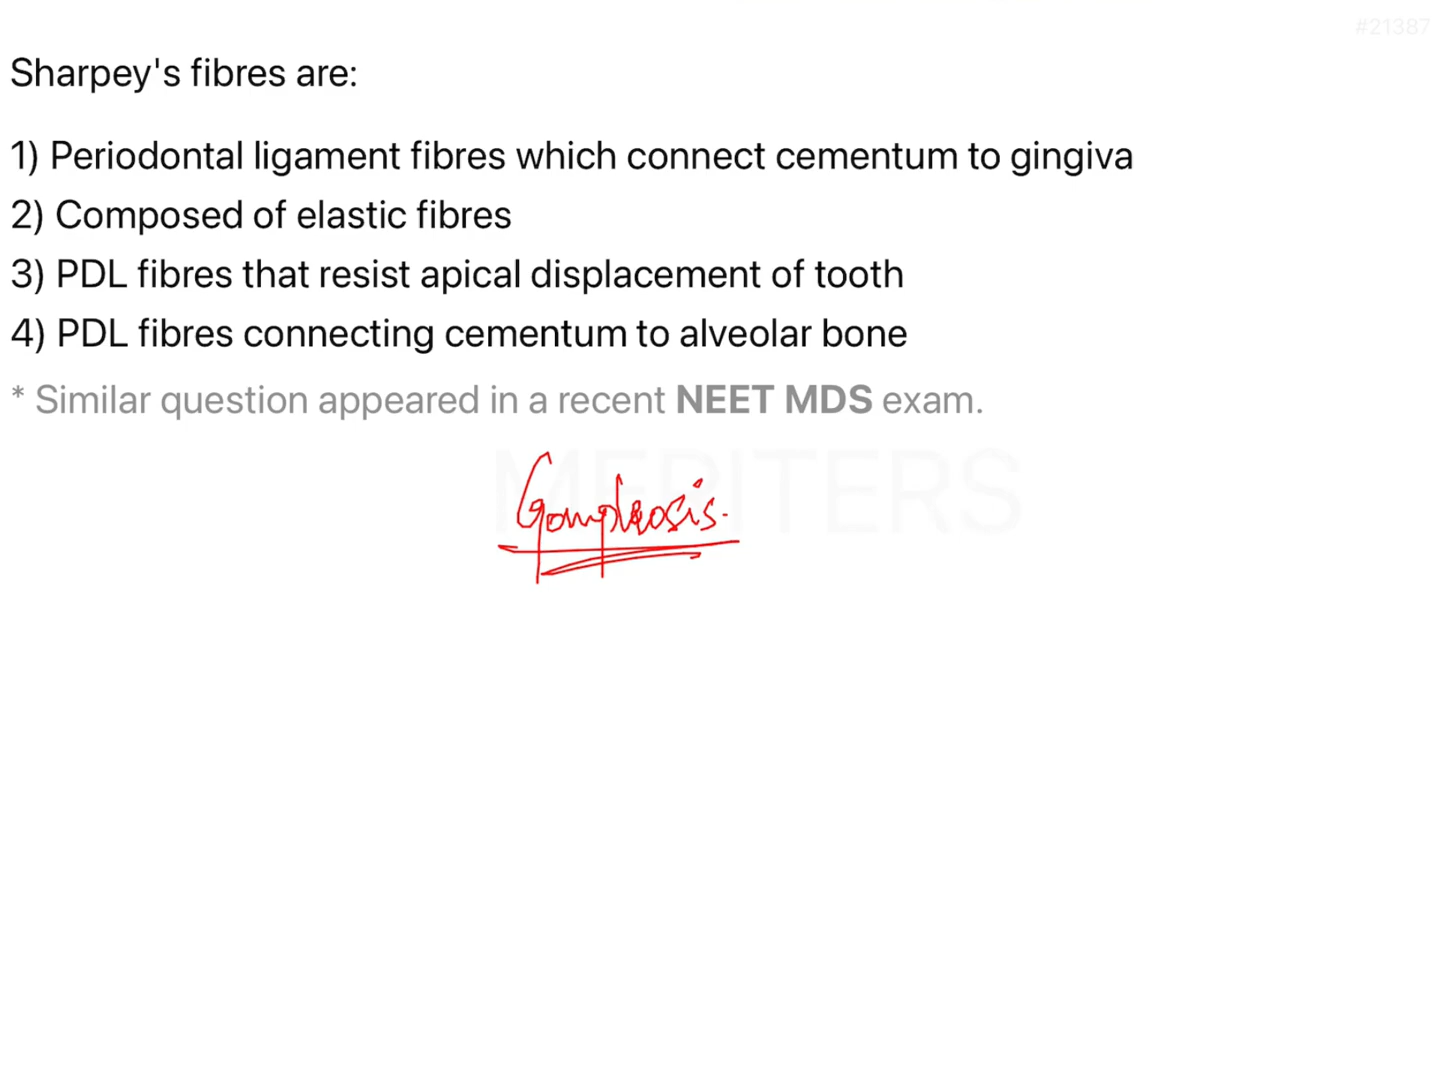 #21387
Sharpey's fibres are:
1) Periodontal ligament fibres which connect cementum to gingiva
2) Composed of elastic fibres
3) PDL fibres that resist apical displacement of tooth
4) PDL fibres connecting cementum to alveolar bone
* Similar question appeared in a recent NEET MDS exam.
MERITERS
Gomphosis.